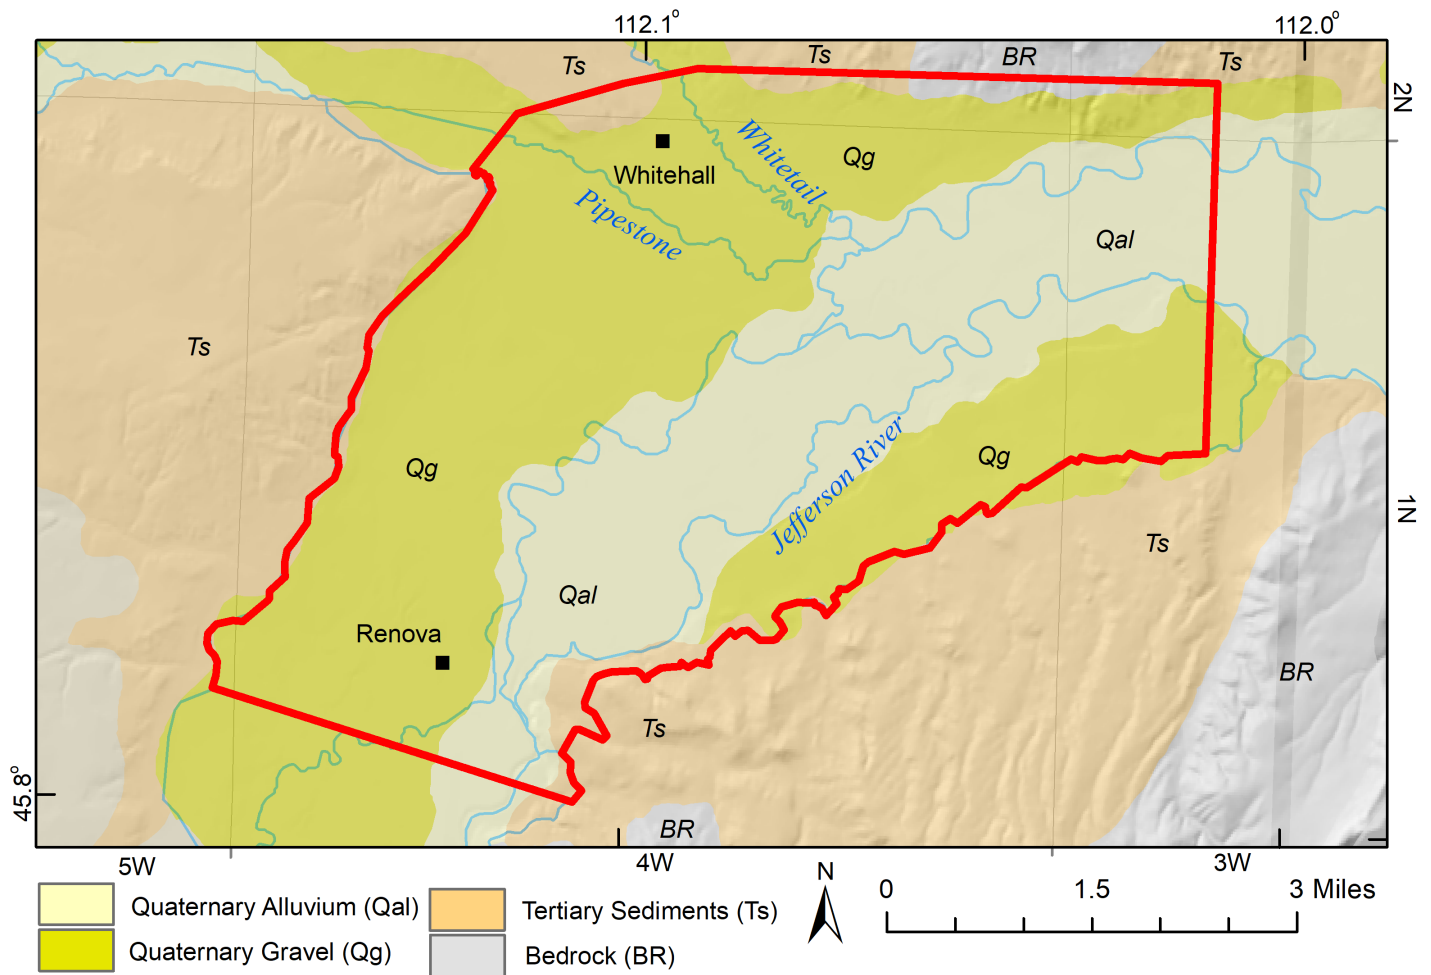 112.1°
112.0°
Ts
Ts
BR
Ts
2N
Whitetail
Whitehall
Qg
Pipestone
Qal
Ts
Qg
Qg
Jefferson River
1N
Ts
Qal
Renova
BR
Ts
45.8°
BR
5W
4W
3W
N
0
1.5
3 Miles
Quaternary Alluvium (Qal)
Tertiary Sediments (Ts)
Quaternary Gravel (Qg)
Bedrock (BR)